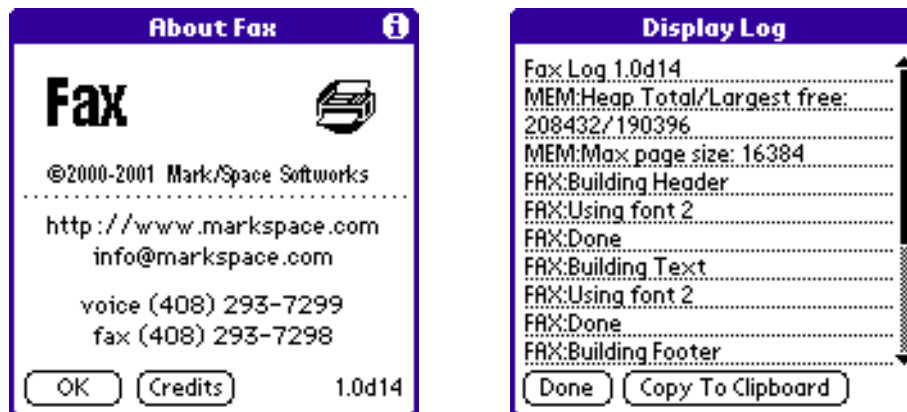 About Fax
Fax
©2000-2001 Mark/Space Softworks
http://www.markspace.com
info@markspace.com
voice (408) 293-7299
fax (408) 293-7298
OK
Credits
1.0d14
Display Log
Fax Log 1.0d14
MEM:Heap Total/Largest free:
208432/190396
MEM:Max page size: 16384
FAX:Building Header
FAX:Using font 2
FAX:Done
FAX:Building Text
FAX:Using font 2
FAX:Done
FAX:Building Footer
Done
Copy To Clipboard